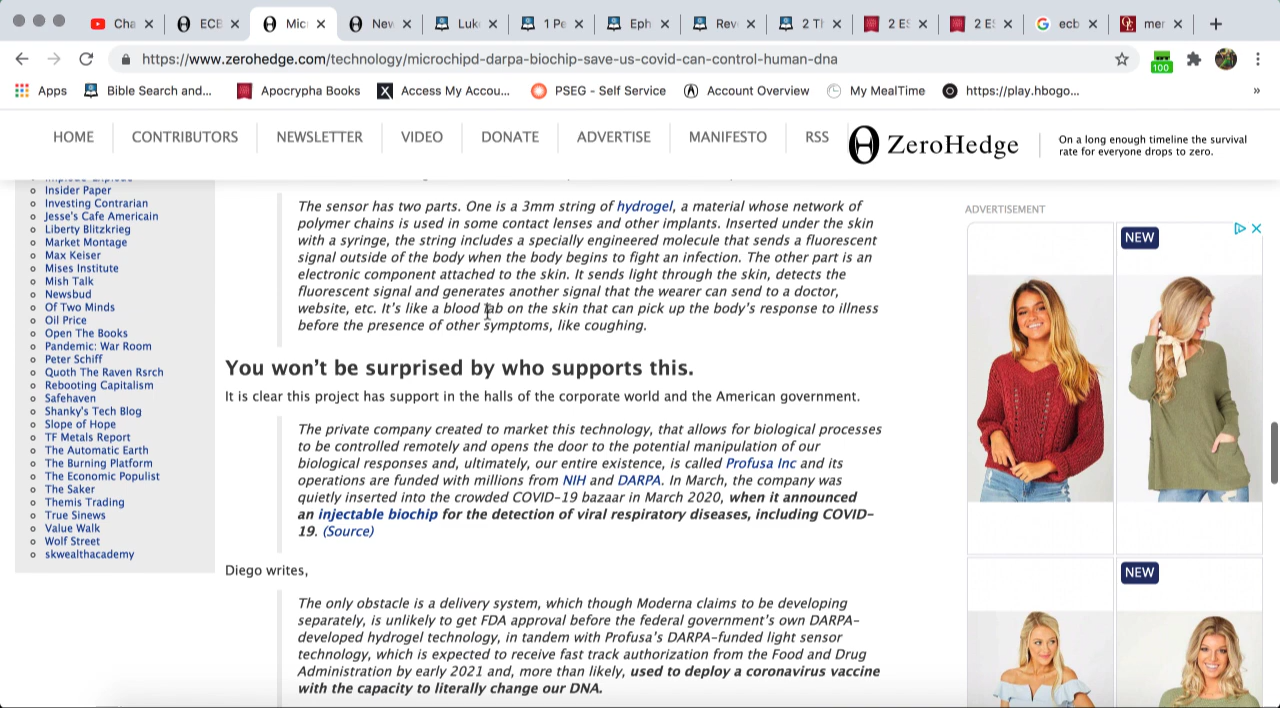 Cha
ECB
Mic
Nev
Luk
1 Pe
Eph
Rev
2 Th
2 ES
2 ES
ecb
mer
https://www.zerohedge.com/technology/microchipd-darpa-biochip-save-us-covid-can-control-human-dna
100
Apps
Bible Search and...
Apocrypha Books
Access My Accou...
PSEG - Self Service
Account Overview
My MealTime
https://play.hbogo...
»
HOME
CONTRIBUTORS
NEWSLETTER
VIDEO
DONATE
ADVERTISE
MANIFESTO
RSS
ZeroHedge
On a long enough timeline the survival
rate for everyone drops to zero.
Insider Paper
Investing Contrarian
Jesse's Cafe Americain
Liberty Blitzkrieg
Market Montage
Max Keiser
Mises Institute
Mish Talk
Newsbud
Of Two Minds
Oil Price
Open The Books
Pandemic: War Room
Peter Schiff
Quoth The Raven Rsrch
Rebooting Capitalism
Safehaven
Shanky's Tech Blog
Slope of Hope
TF Metals Report
The Automatic Earth
The Burning Platform
The Economic Populist
The Saker
Themis Trading
True Sinews
Value Walk
Wolf Street
skwealthacademy
The sensor has two parts. One is a 3mm string of hydrogel, a material whose network of
polymer chains is used in some contact lenses and other implants. Inserted under the skin
with a syringe, the string includes a specially engineered molecule that sends a fluorescent
signal outside of the body when the body begins to fight an infection. The other part is an
electronic component attached to the skin. It sends light through the skin, detects the
fluorescent signal and generates another signal that the wearer can send to a doctor,
website, etc. It's like a blood lab on the skin that can pick up the body's response to illness
before the presence of other symptoms, like coughing.
You won't be surprised by who supports this.
It is clear this project has support in the halls of the corporate world and the American government.
The private company created to market this technology, that allows for biological processes
to be controlled remotely and opens the door to the potential manipulation of our
biological responses and, ultimately, our entire existence, is called Profusa Inc and its
operations are funded with millions from NIH and DARPA. In March, the company was
quietly inserted into the crowded COVID-19 bazaar in March 2020, when it announced
an injectable biochip for the detection of viral respiratory diseases, including COVID-
19. (Source)
Diego writes,
The only obstacle is a delivery system, which though Moderna claims to be developing
separately, is unlikely to get FDA approval before the federal government's own DARPA-
developed hydrogel technology, in tandem with Profusa's DARPA-funded light sensor
technology, which is expected to receive fast track authorization from the Food and Drug
Administration by early 2021 and, more than likely, used to deploy a coronavirus vaccine
with the capacity to literally change our DNA.
ADVERTISEMENT
NEW
NEW